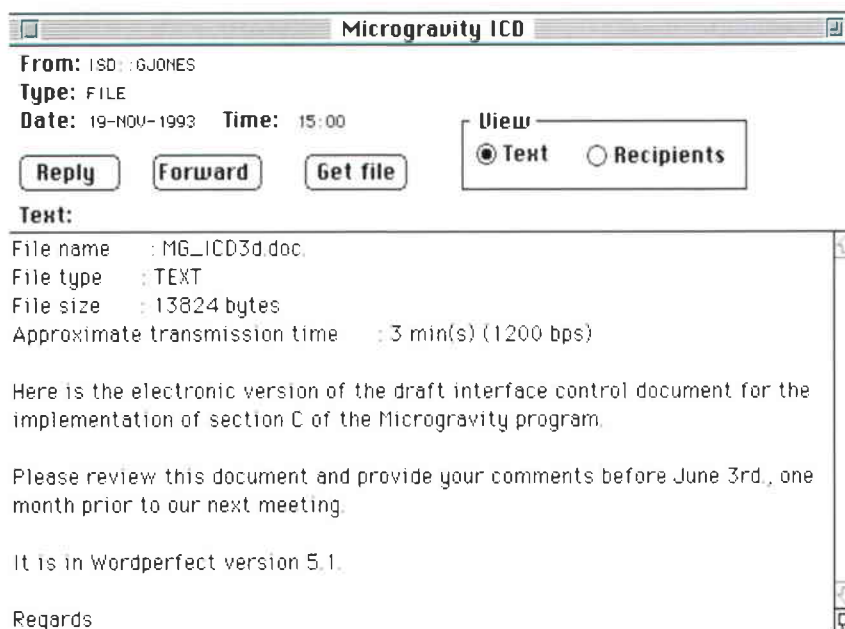 Microgravity ICD
From: ISD::GJONES
Type: FILE
Date: 19-NOV-1993 Time: 15:00
View
Text Recipients
Reply Forward Get file
Text:
File name : MG_ICD3d.doc.
File type : TEXT
File size : 13824 bytes
Approximate transmission time : 3 min(s) (1200 bps)
Here is the electronic version of the draft interface control document for the
implementation of section C of the Microgravity program.
Please review this document and provide your comments before June 3rd., one
month prior to our next meeting.
It is in Wordperfect version 5.1.
Regards